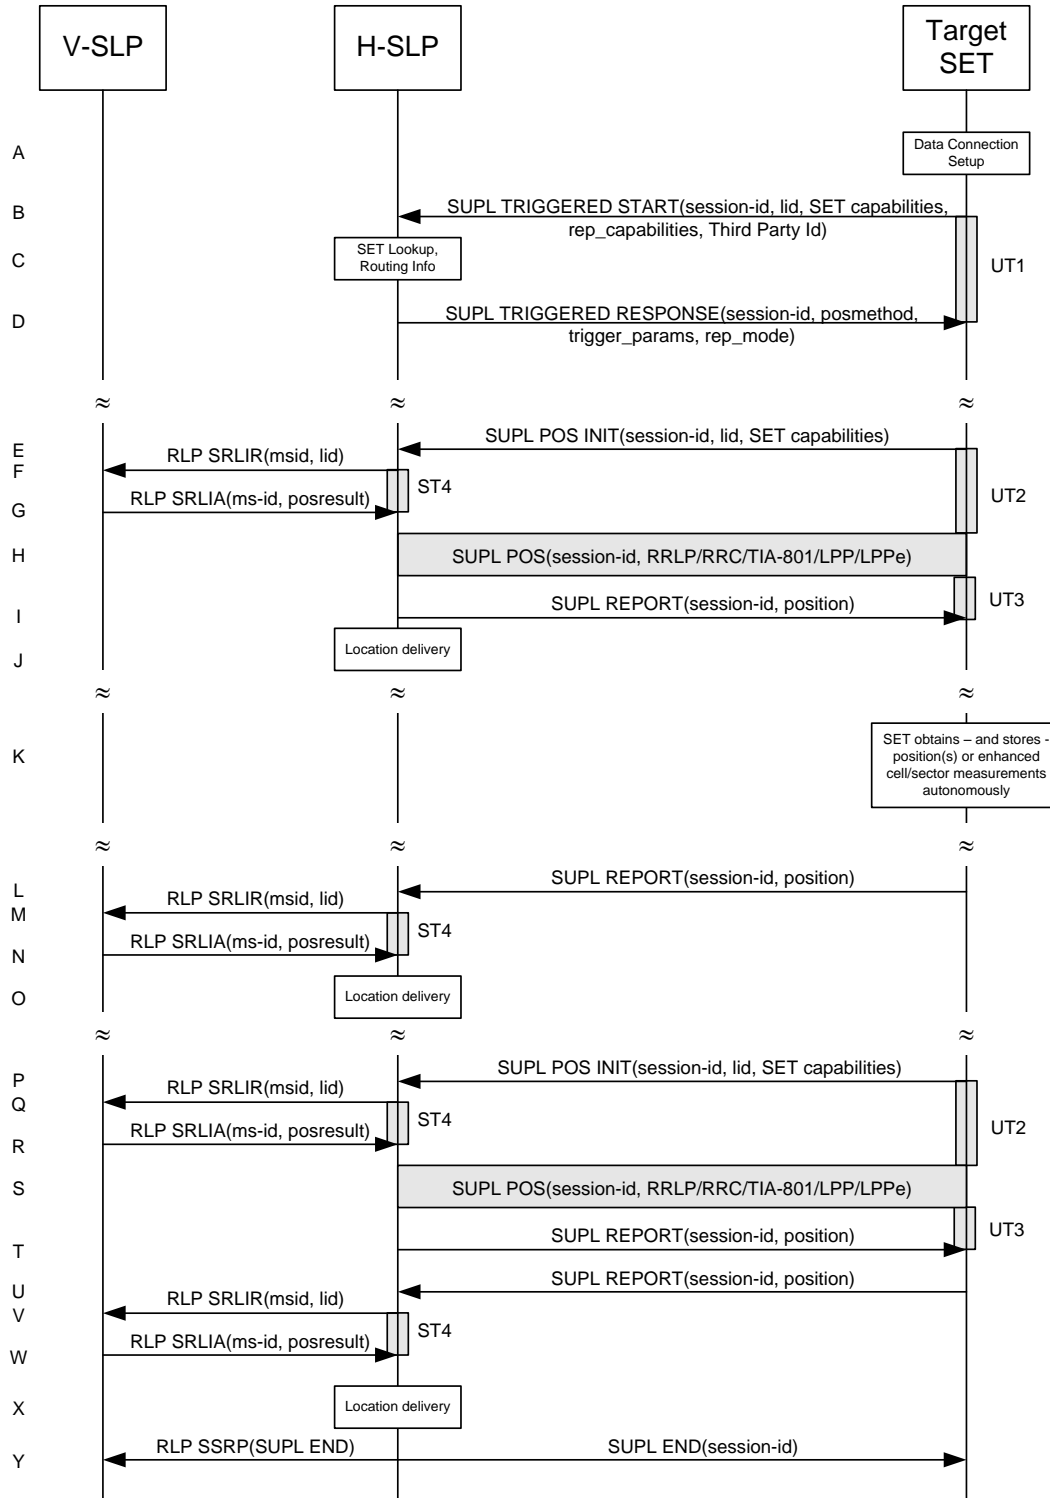 V-SLP
H-SLP
Target
SET
A
Data Connection
Setup
B
SUPL TRIGGERED START(session-id, lid, SET capabilities,
rep_capabilities, Third Party Id)
C
SET Lookup,
Routing Info
UT1
D
SUPL TRIGGERED RESPONSE(session-id, posmethod,
trigger_params, rep_mode)
≈ ≈ ≈
E
SUPL POS INIT(session-id, lid, SET capabilities)
F
RLP SRLIR(msid, lid)
ST4
UT2
G
RLP SRLIA(ms-id, posresult)
H
SUPL POS(session-id, RRLP/RRC/TIA-801/LPP/LPPe)
I
SUPL REPORT(session-id, position)
UT3
J
Location delivery
≈ ≈ ≈
K
SET obtains – and stores -
position(s) or enhanced
cell/sector measurements
autonomously
≈ ≈ ≈
L
SUPL REPORT(session-id, position)
M
RLP SRLIR(msid, lid)
ST4
N
RLP SRLIA(ms-id, posresult)
O
Location delivery
≈ ≈ ≈
P
SUPL POS INIT(session-id, lid, SET capabilities)
Q
RLP SRLIR(msid, lid)
ST4
UT2
R
RLP SRLIA(ms-id, posresult)
S
SUPL POS(session-id, RRLP/RRC/TIA-801/LPP/LPPe)
T
SUPL REPORT(session-id, position)
UT3
U
SUPL REPORT(session-id, position)
V
RLP SRLIR(msid, lid)
ST4
W
RLP SRLIA(ms-id, posresult)
X
Location delivery
Y
RLP SSRP(SUPL END)
SUPL END(session-id)